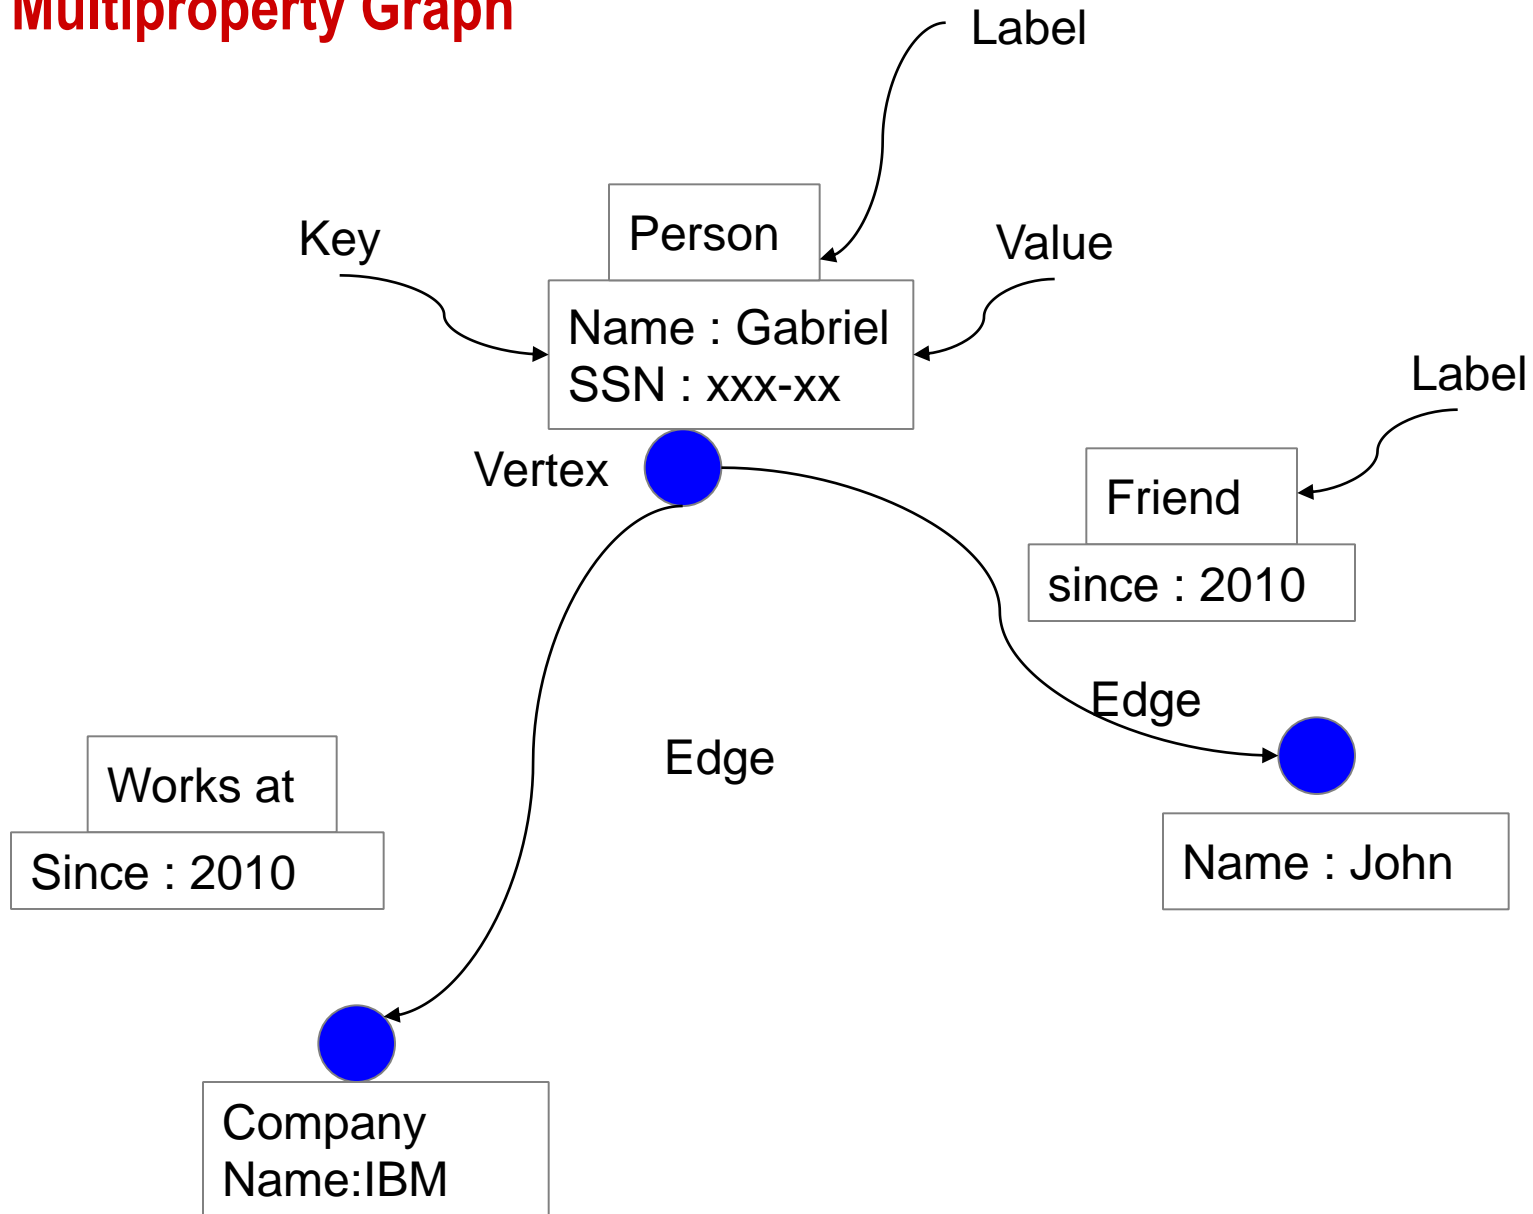 Multiproperty Graph
Label
Key
Person
Value
Name : Gabriel
SSN : xxx-xx
Label
Vertex
Friend
since : 2010
Edge
Edge
Works at
Since : 2010
Name : John
Company
Name:IBM